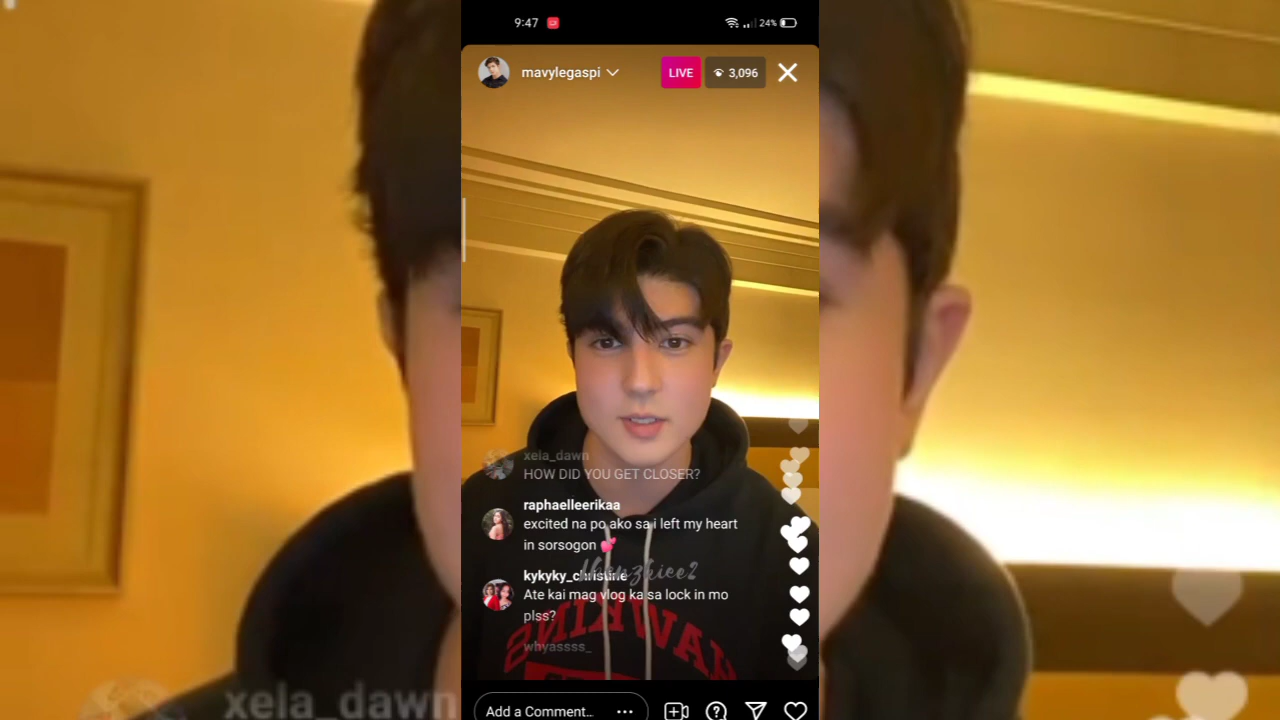 9:47
24%
mavylegaspi
LIVE
3,096
xela_dawn
HOW DID YOU GET CLOSER?
raphaelleerikaa
excited na po ako sa i left my heart
in sorsogon 💕
kykyky_christine
Ate kai mag vlog ka sa lock in mo
plss?
whyassss_
HAWKINS
Add a Comment...
xela_dawn